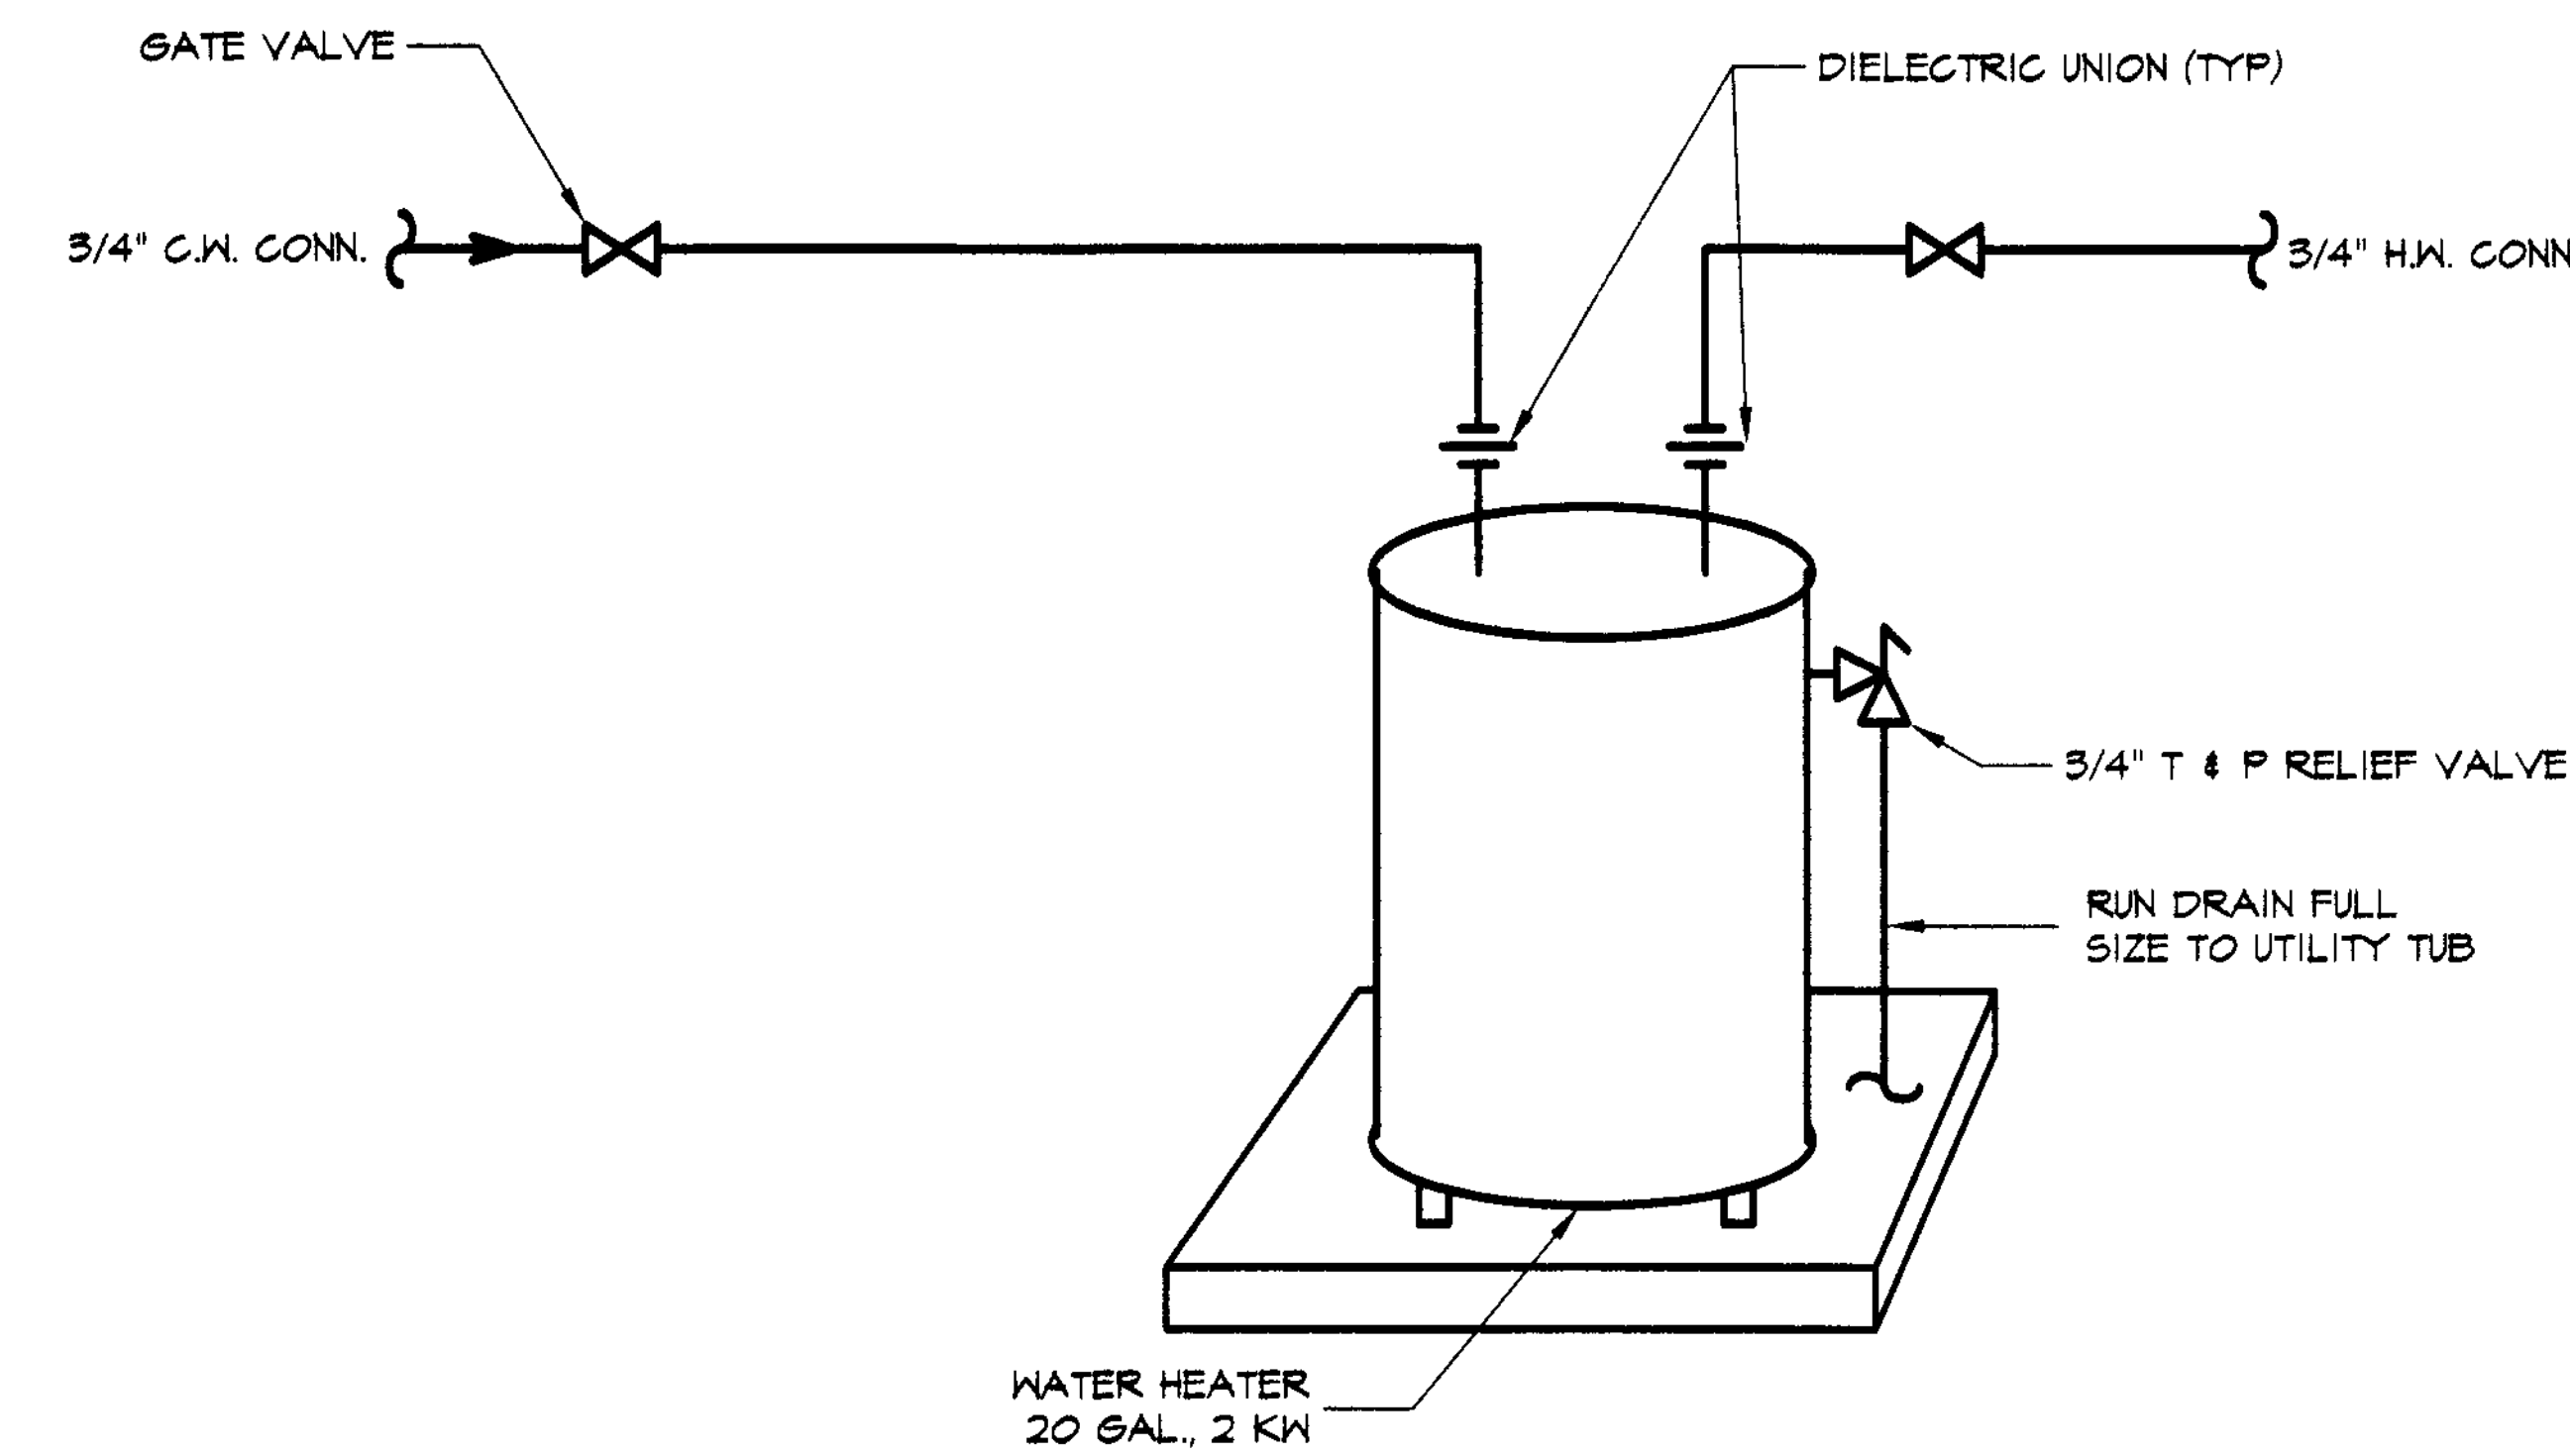 GATE VALVE
DIELECTRIC UNION (TYP)
3/4" C.W. CONN.
3/4" H.W. CONN
3/4" T & P RELIEF VALVE
RUN DRAIN FULL
SIZE TO UTILITY TUB
WATER HEATER
20 GAL., 2 KW